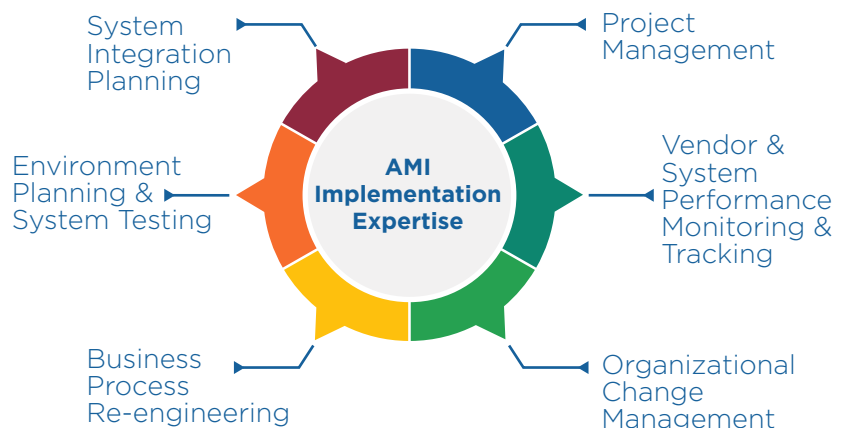 System
Integration
Planning
Project
Management
Environment
Planning &
System Testing
AMI
Implementation
Expertise
Vendor &
System
Performance
Monitoring &
Tracking
Business
Process
Re-engineering
Organizational
Change
Management